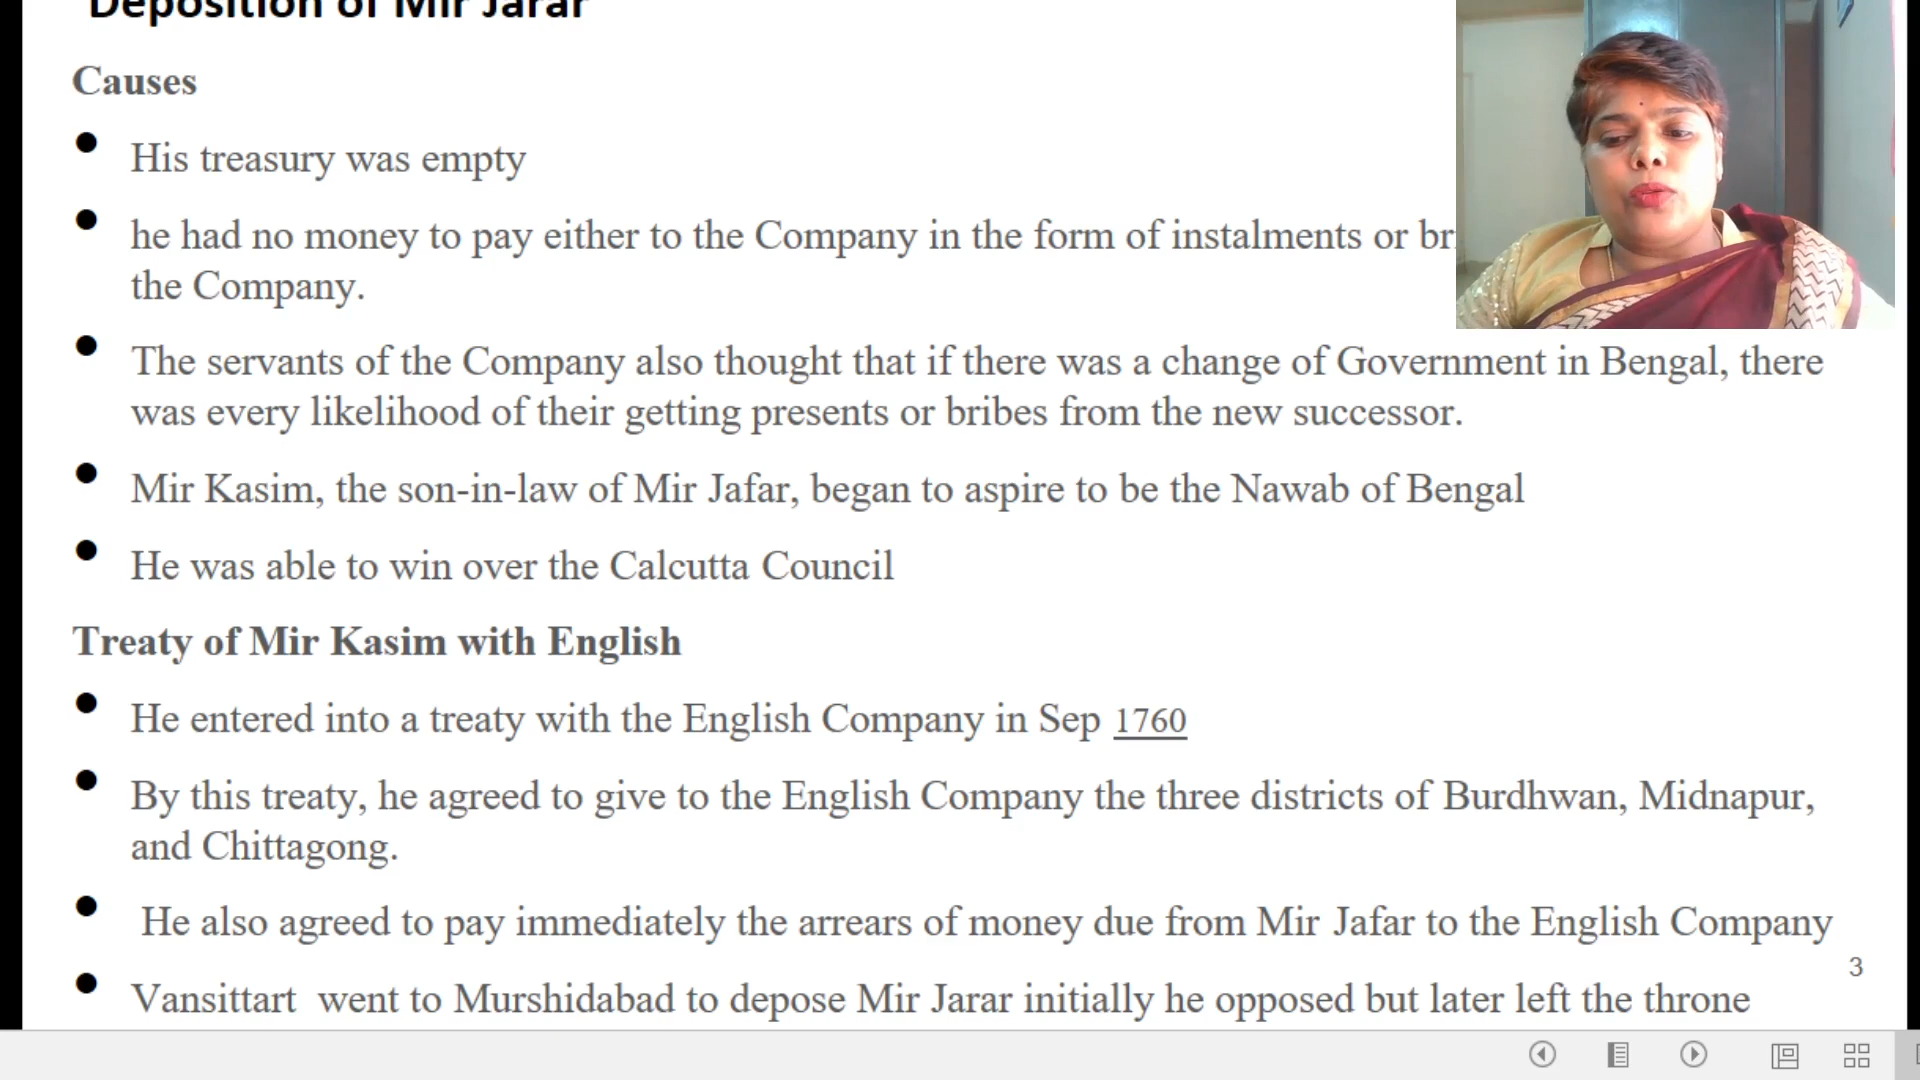 Deposition of Mir Jarar
Causes
● His treasury was empty
● he had no money to pay either to the Company in the form of instalments or
the Company.
● The servants of the Company also thought that if there was a change of Government in Bengal, there
was every likelihood of their getting presents or bribes from the new successor.
● Mir Kasim, the son-in-law of Mir Jafar, began to aspire to be the Nawab of Bengal
● He was able to win over the Calcutta Council
Treaty of Mir Kasim with English
● He entered into a treaty with the English Company in Sep 1760
● By this treaty, he agreed to give to the English Company the three districts of Burdhwan, Midnapur,
and Chittagong.
● He also agreed to pay immediately the arrears of money due from Mir Jafar to the English Company
3
● Vansittart went to Murshidabad to depose Mir Jarar initially he opposed but later left the throne